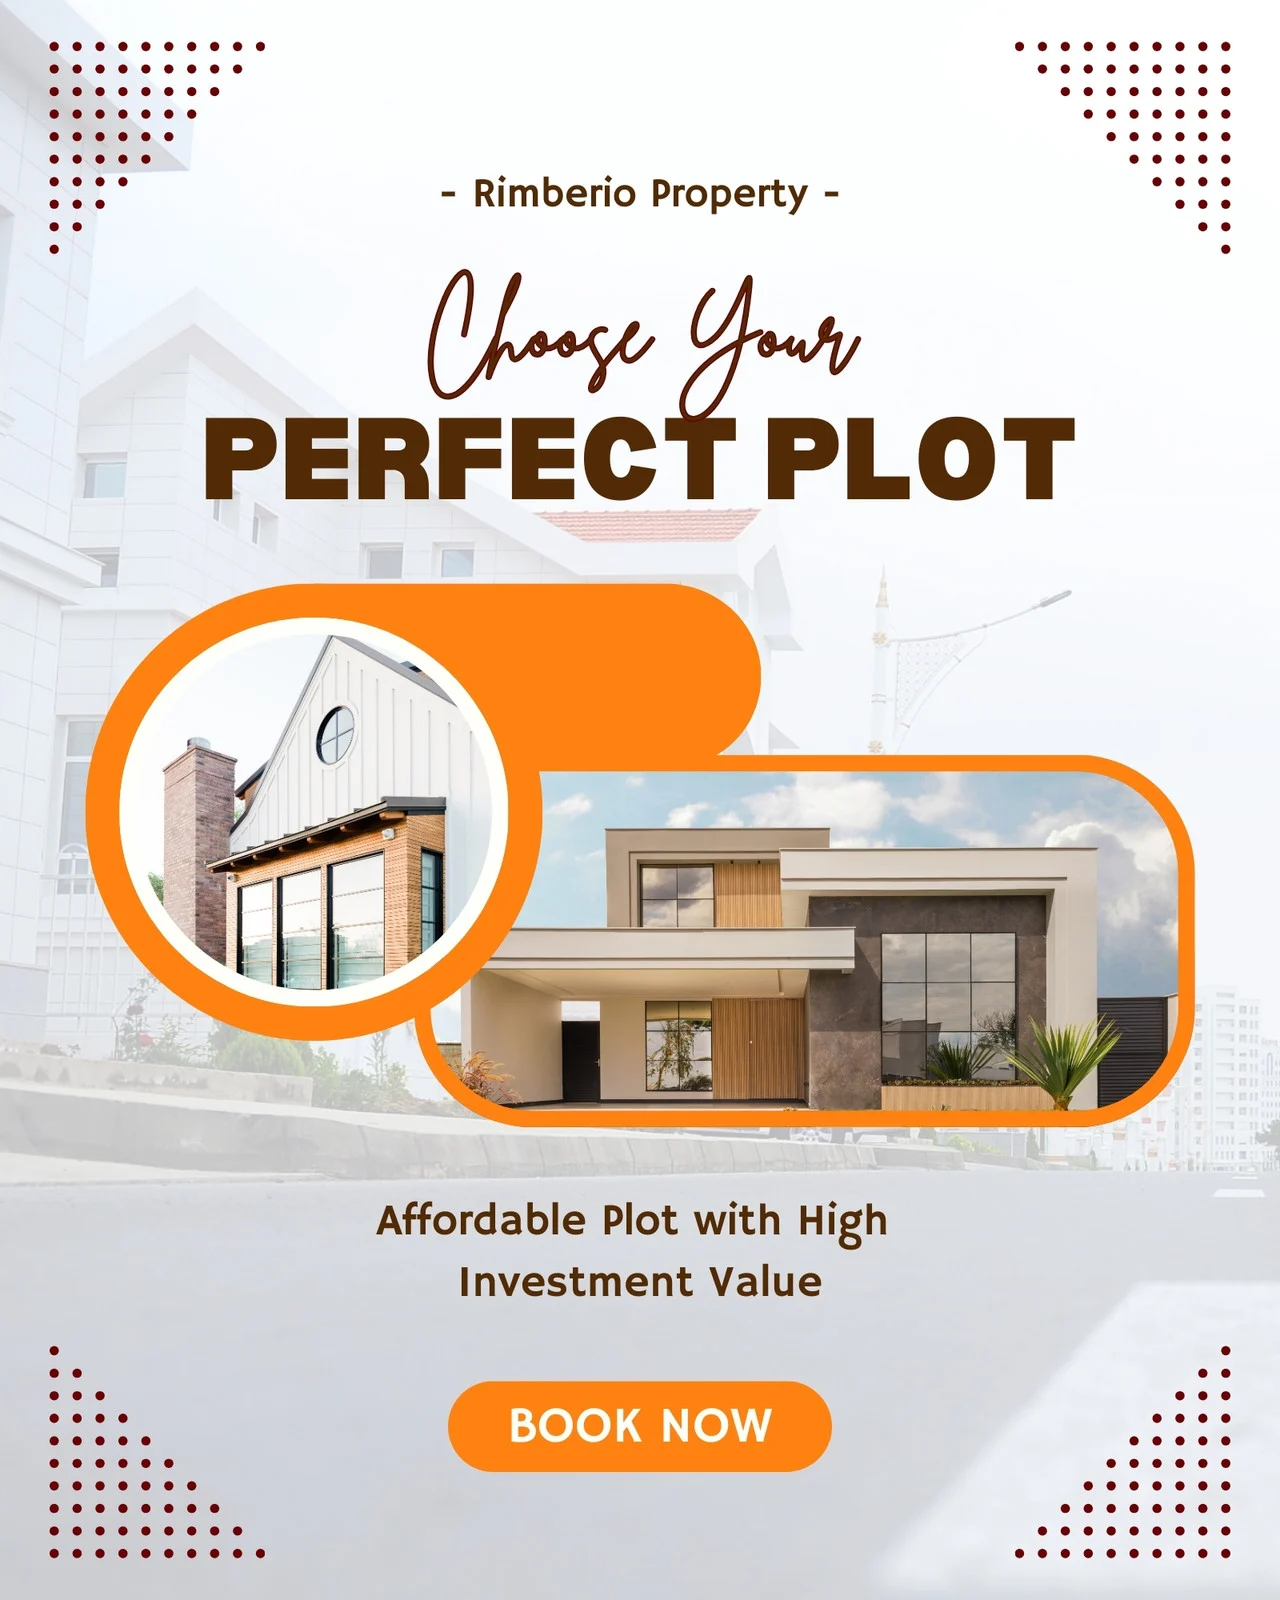 - Rimberio Property -
Choose Your
PERFECT PLOT
Affordable Plot with High
Investment Value
BOOK NOW